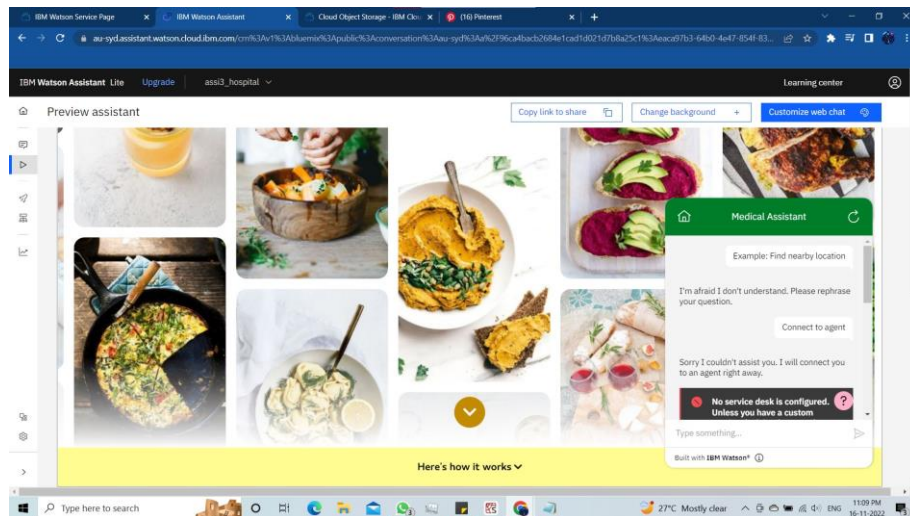 IBM Watson Service Page
IBM Watson Assistant
Cloud Object Storage - IBM Clou
(16) Pinterest
IBM Watson Assistant Lite
Upgrade
assi3_hospital
Learning center
Preview assistant
Copy link to share
Change background +
Customize web chat
Medical Assistant
Example: Find nearby location
I'm afraid I don't understand. Please rephrase
your question.
Connect to agent
Sorry I couldn't assist you. I will connect you
to an agent right away.
No service desk is configured.
Unless you have a custom
?
Type something...
Built with IBM Watson®
Here's how it works
Type here to search
27°C Mostly clear
ENG
11:09 PM
16-11-2022